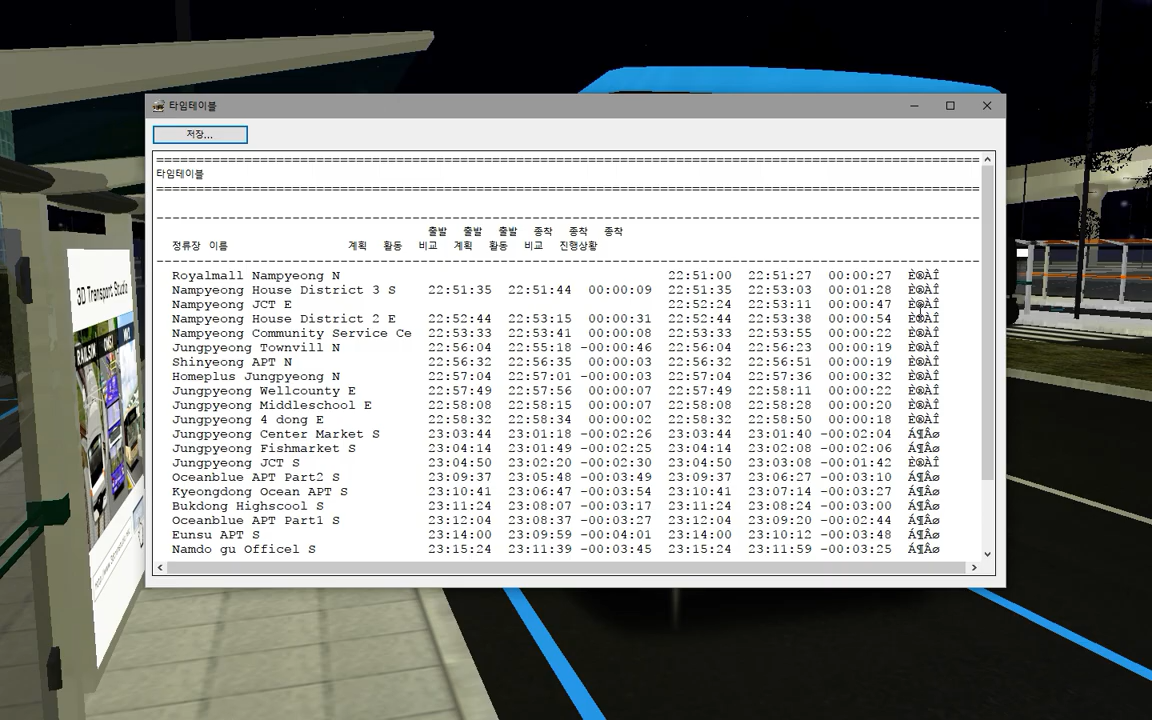 타임테이블
저장...
================================================================================
타임테이블
================================================================================
--------------------------------------------------------------------------------
출발 출발 출발 종착 종착 종착
정류장 이름 계획 활동 비교 계획 활동 비교 진행상황
--------------------------------------------------------------------------------
Royalmall Nampyeong N 22:51:00 22:51:27 00:00:27 È®ÀÎ
Nampyeong House District 3 S 22:51:35 22:51:44 00:00:09 22:51:35 22:53:03 00:01:28 È®ÀÎ
Nampyeong JCT E 22:52:24 22:53:11 00:00:47 È®ÀÎ
Nampyeong House District 2 E 22:52:44 22:53:15 00:00:31 22:52:44 22:53:38 00:00:54 È®ÀÎ
Nampyeong Community Service Ce 22:53:33 22:53:41 00:00:08 22:53:33 22:53:55 00:00:22 È®ÀÎ
Jungpyeong Townvill N 22:56:04 22:55:18 -00:00:46 22:56:04 22:56:23 00:00:19 È®ÀÎ
Shinyeong APT N 22:56:32 22:56:35 00:00:03 22:56:32 22:56:51 00:00:19 È®ÀÎ
Homeplus Jungpyeong N 22:57:04 22:57:01 -00:00:03 22:57:04 22:57:36 00:00:32 È®ÀÎ
Jungpyeong Wellcounty E 22:57:49 22:57:56 00:00:07 22:57:49 22:58:11 00:00:22 È®ÀÎ
Jungpyeong Middleschool E 22:58:08 22:58:15 00:00:07 22:58:08 22:58:28 00:00:20 È®ÀÎ
Jungpyeong 4 dong E 22:58:32 22:58:34 00:00:02 22:58:32 22:58:50 00:00:18 È®ÀÎ
Jungpyeong Center Market S 23:03:44 23:01:18 -00:02:26 23:03:44 23:01:40 -00:02:04 Á¶Âø
Jungpyeong Fishmarket S 23:04:14 23:01:49 -00:02:25 23:04:14 23:02:08 -00:02:06 Á¶Âø
Jungpyeong JCT S 23:04:50 23:02:20 -00:02:30 23:04:50 23:03:08 -00:01:42 È®ÀÎ
Oceanblue APT Part2 S 23:09:37 23:05:48 -00:03:49 23:09:37 23:06:27 -00:03:10 Á¶Âø
Kyeongdong Ocean APT S 23:10:41 23:06:47 -00:03:54 23:10:41 23:07:14 -00:03:27 Á¶Âø
Bukdong Highscool S 23:11:24 23:08:07 -00:03:17 23:11:24 23:08:24 -00:03:00 Á¶Âø
Oceanblue APT Part1 S 23:12:04 23:08:37 -00:03:27 23:12:04 23:09:20 -00:02:44 Á¶Âø
Eunsu APT S 23:14:00 23:09:59 -00:04:01 23:14:00 23:10:12 -00:03:48 Á¶Âø
Namdo gu Officel S 23:15:24 23:11:39 -00:03:45 23:15:24 23:11:59 -00:03:25 Á¶Âø
3D Transport Studio